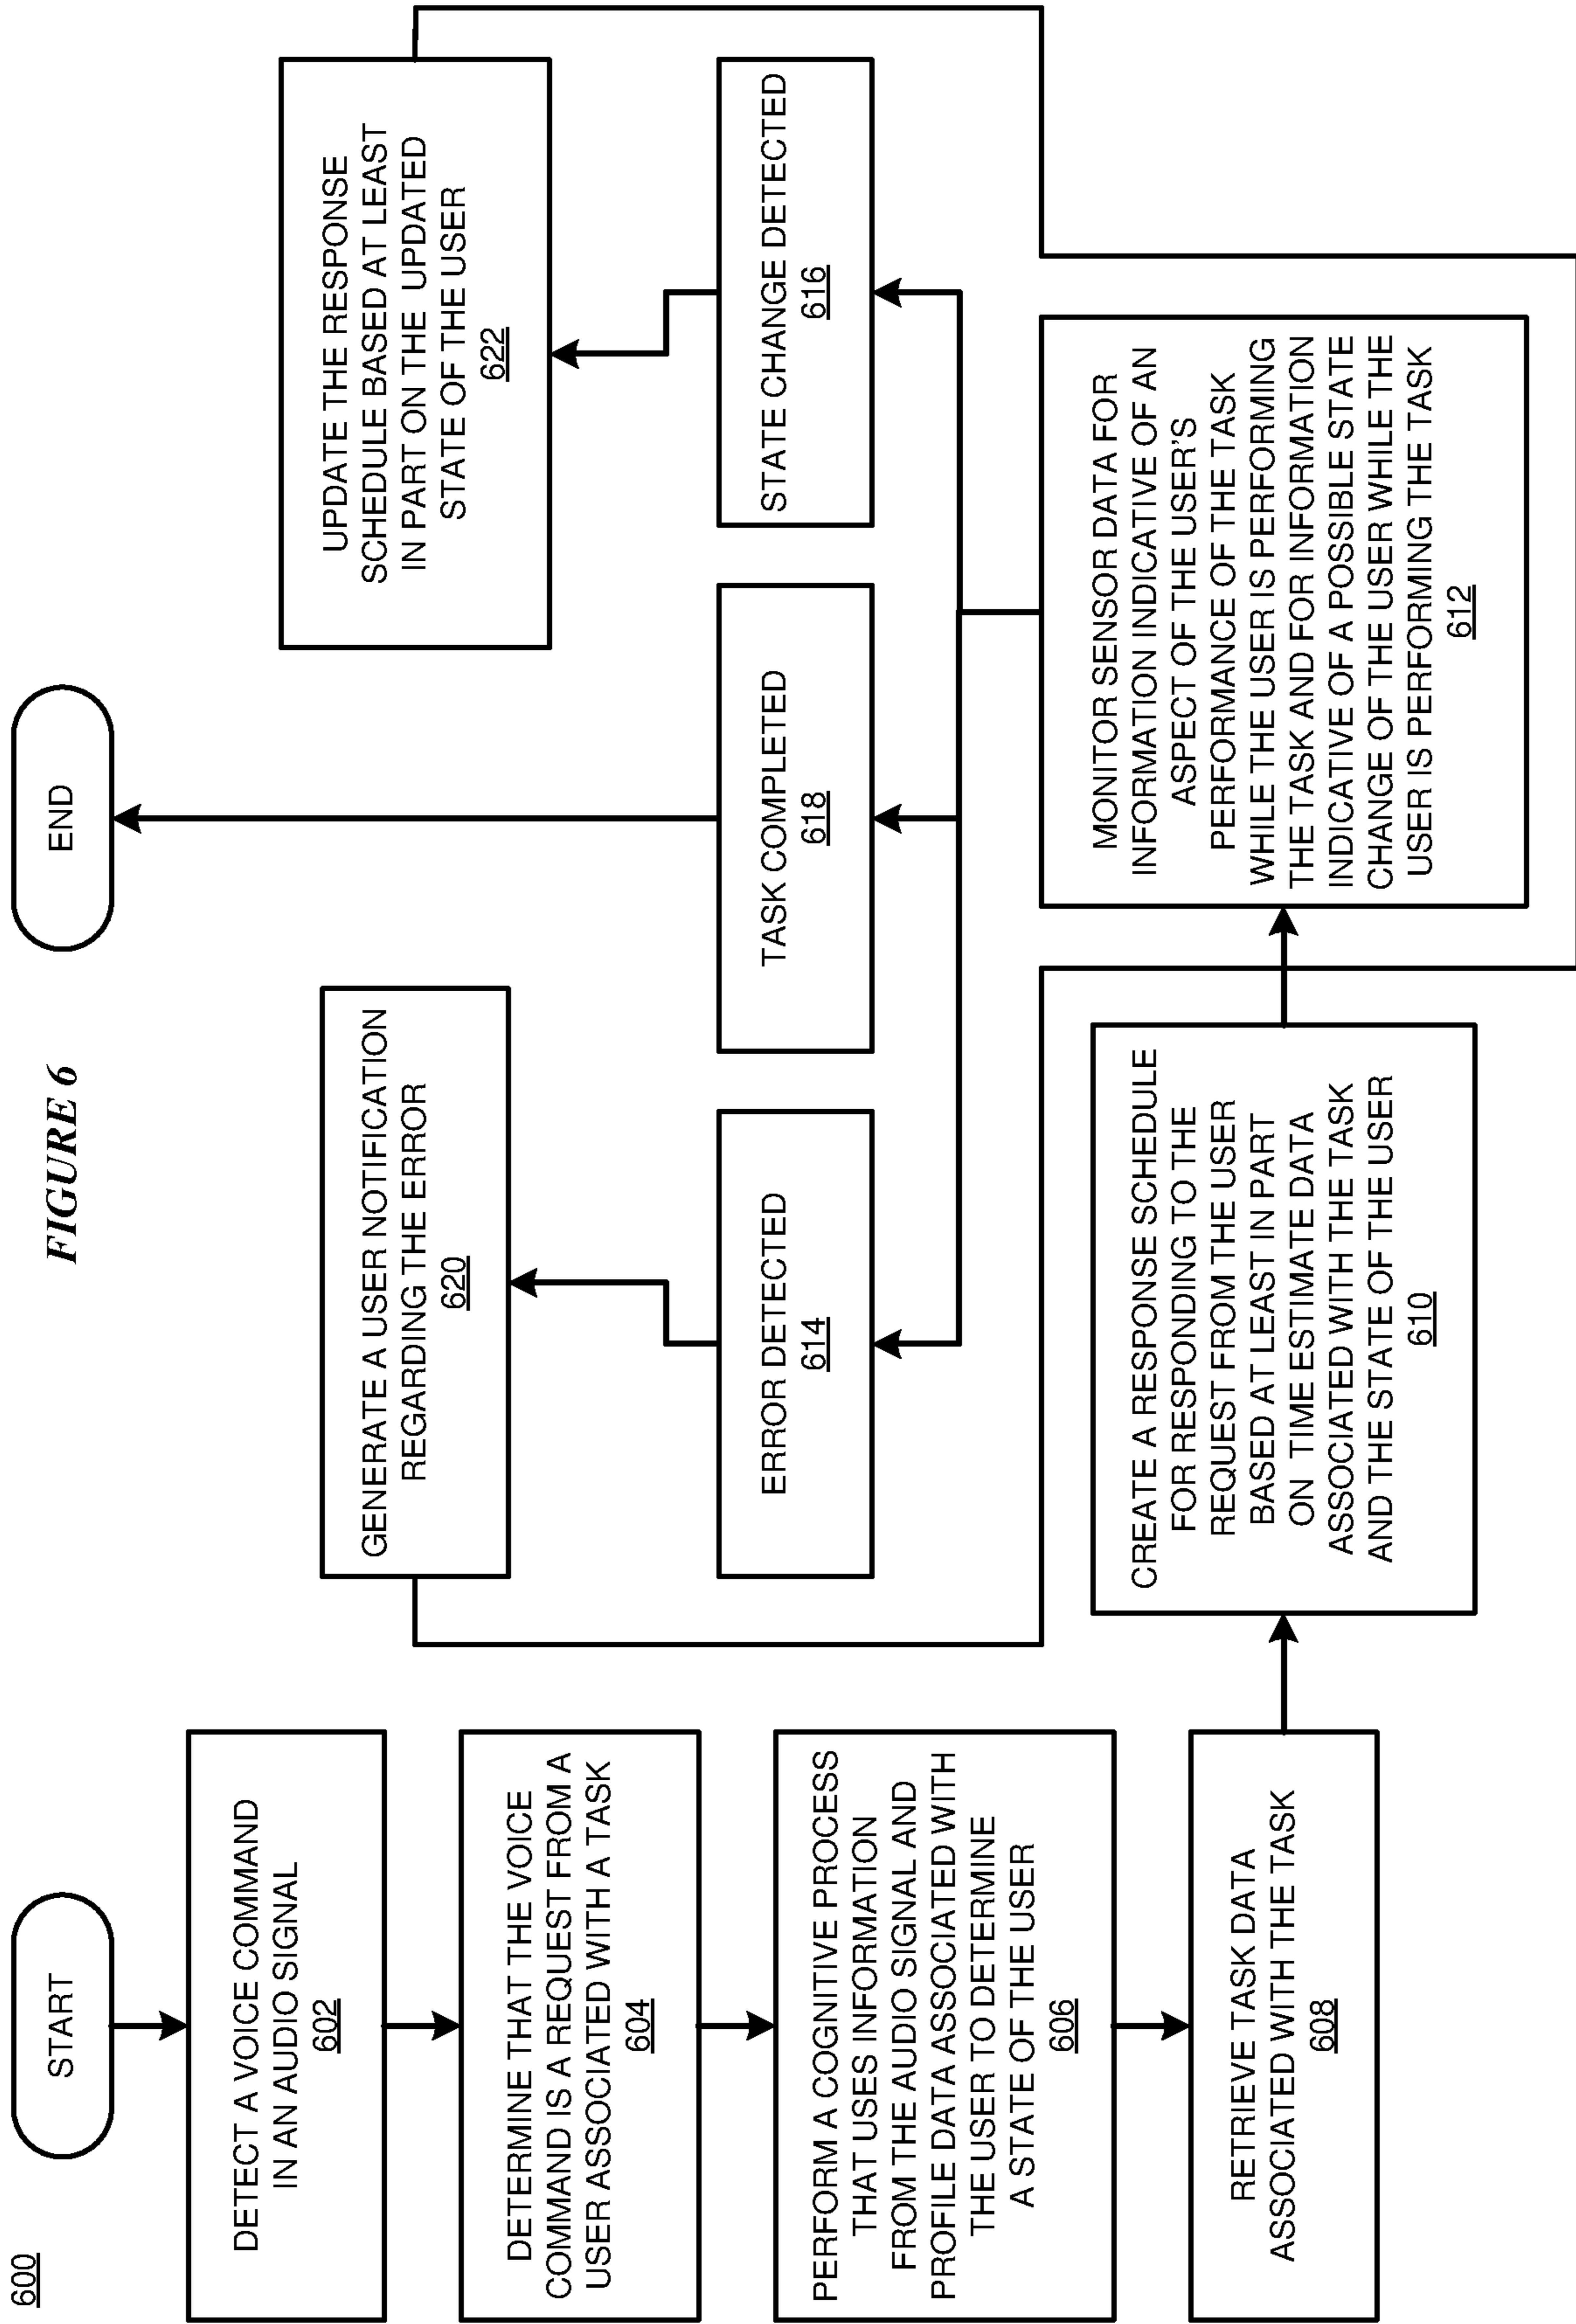 600
START
DETECT A VOICE COMMAND
IN AN AUDIO SIGNAL
602
DETERMINE THAT THE VOICE
COMMAND IS A REQUEST FROM A
USER ASSOCIATED WITH A TASK
604
PERFORM A COGNITIVE PROCESS
THAT USES INFORMATION
FROM THE AUDIO SIGNAL AND
PROFILE DATA ASSOCIATED WITH
THE USER TO DETERMINE
A STATE OF THE USER
606
RETRIEVE TASK DATA
ASSOCIATED WITH THE TASK
608
CREATE A RESPONSE SCHEDULE
FOR RESPONDING TO THE
REQUEST FROM THE USER
BASED AT LEAST IN PART
ON TIME ESTIMATE DATA
ASSOCIATED WITH THE TASK
AND THE STATE OF THE USER
610
MONITOR SENSOR DATA FOR
INFORMATION INDICATIVE OF AN
ASPECT OF THE USER'S
PERFORMANCE OF THE TASK
WHILE THE USER IS PERFORMING
THE TASK AND FOR INFORMATION
INDICATIVE OF A POSSIBLE STATE
CHANGE OF THE USER WHILE THE
USER IS PERFORMING THE TASK
612
ERROR DETECTED
614
TASK COMPLETED
618
STATE CHANGE DETECTED
616
GENERATE A USER NOTIFICATION
REGARDING THE ERROR
620
UPDATE THE RESPONSE
SCHEDULE BASED AT LEAST
IN PART ON THE UPDATED
STATE OF THE USER
622
END
FIGURE 6